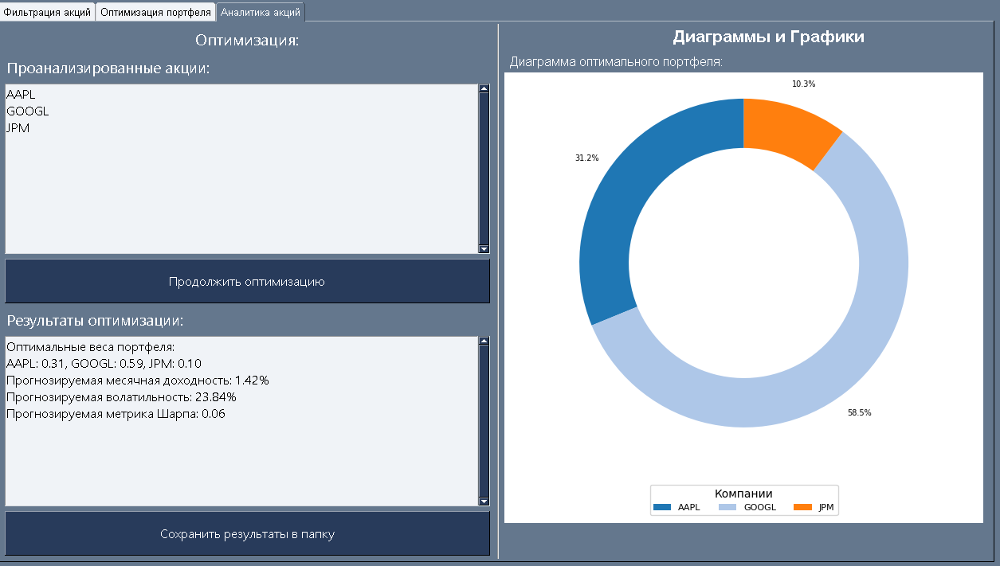 Фильтрация акций
Оптимизация портфеля
Аналитика акций
Оптимизация:
Проанализированные акции:
AAPL
GOOGL
JPM
Продолжить оптимизацию
Результаты оптимизации:
Оптимальные веса портфеля:
AAPL: 0.31, GOOGL: 0.59, JPM: 0.10
Прогнозируемая месячная доходность: 1.42%
Прогнозируемая волатильность: 23.84%
Прогнозируемая метрика Шарпа: 0.06
Сохранить результаты в папку
Диаграммы и Графики
Диаграмма оптимального портфеля:
10.3%
31.2%
58.5%
Компании
AAPL GOOGL JPM